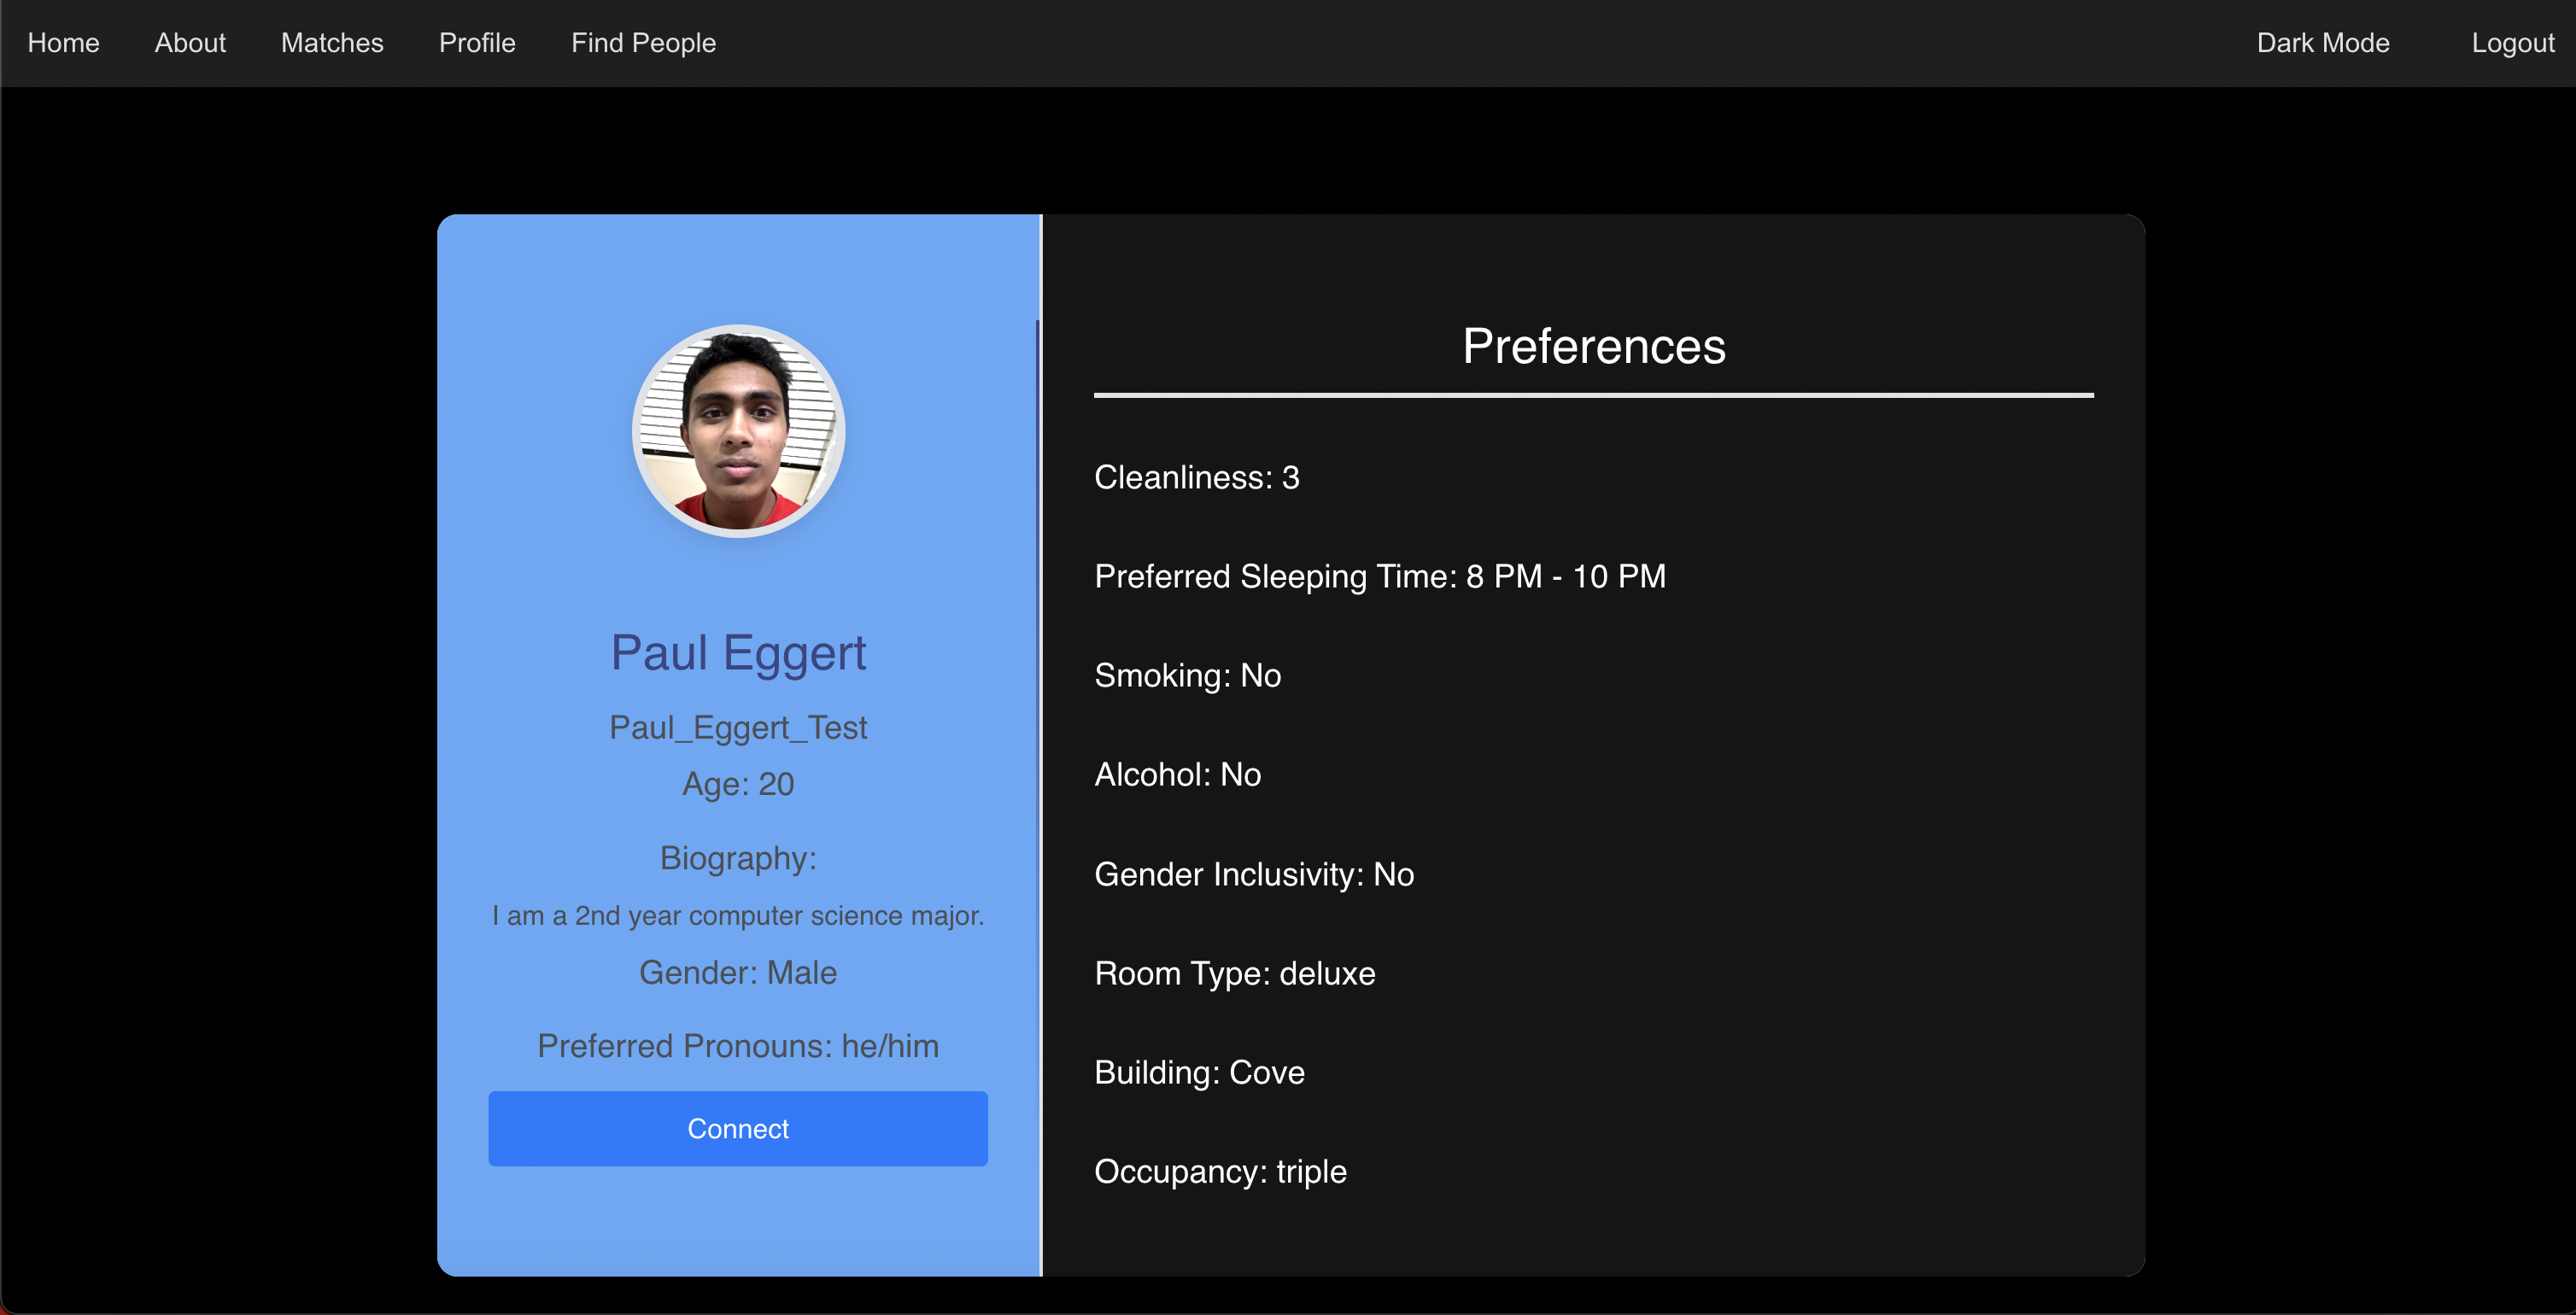 Home About Matches Profile Find People Dark Mode Logout
Paul Eggert
Paul_Eggert_Test
Age: 20
Biography:
I am a 2nd year computer science major.
Gender: Male
Preferred Pronouns: he/him
Connect
Preferences
Cleanliness: 3
Preferred Sleeping Time: 8 PM - 10 PM
Smoking: No
Alcohol: No
Gender Inclusivity: No
Room Type: deluxe
Building: Cove
Occupancy: triple